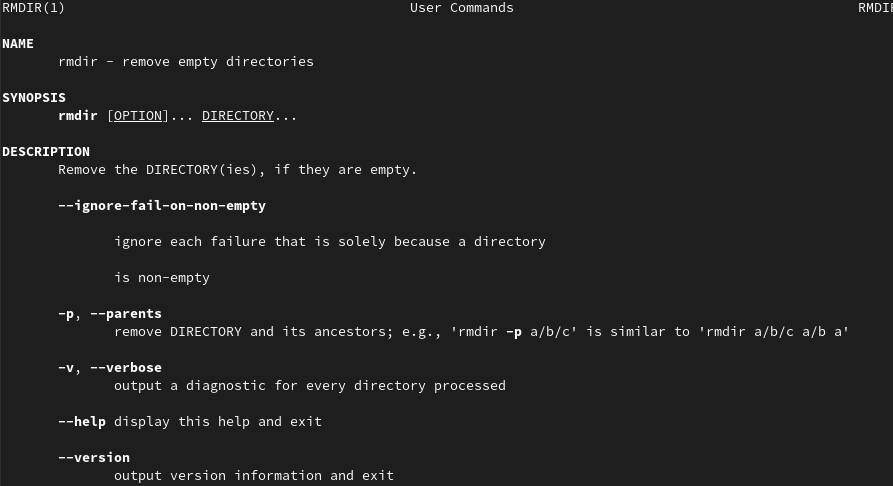 RMDIR(1) User Commands
NAME
rmdir - remove empty directories
SYNOPSIS
rmdir [OPTION]... DIRECTORY...
DESCRIPTION
Remove the DIRECTORY(ies), if they are empty.
--ignore-fail-on-non-empty
ignore each failure that is solely because a directory
is non-empty
-p, --parents
remove DIRECTORY and its ancestors; e.g., 'rmdir -p a/b/c' is similar to 'rmdir a/b/c a/b a'
-v, --verbose
output a diagnostic for every directory processed
--help display this help and exit
--version
output version information and exit